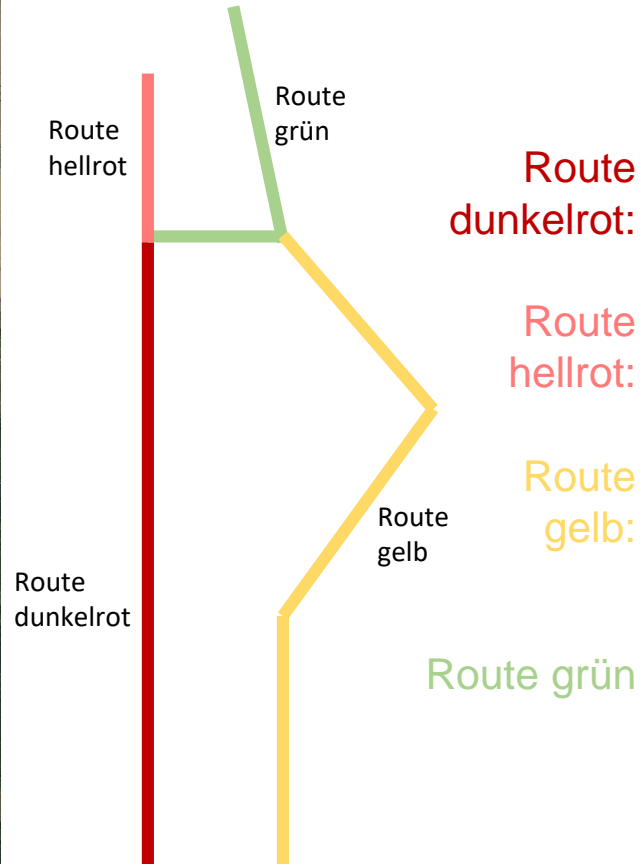 Route
grün
Route
hellrot
Route
dunkelrot:
Route
hellrot:
Route
gelb:
Route
gelb
Route
dunkelrot
Route grün